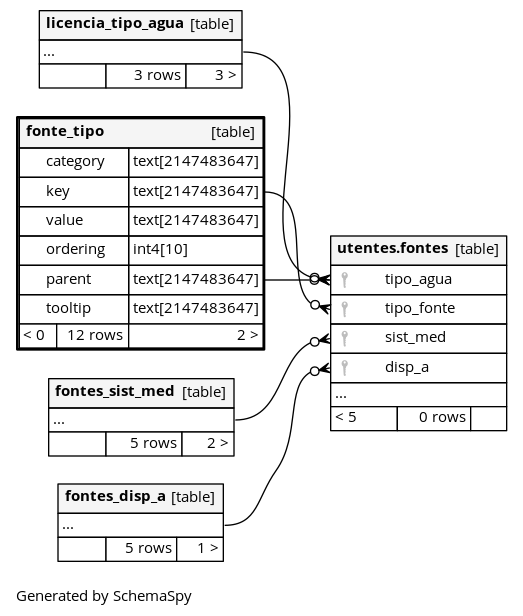 licencia_tipo_agua [table]
...
3 rows 3 >
fonte_tipo [table]
category text[2147483647]
key text[2147483647]
value text[2147483647]
ordering int4[10]
parent text[2147483647]
tooltip text[2147483647]
< 0 12 rows 2 >
utentes.fontes [table]
tipo_agua
tipo_fonte
sist_med
disp_a
...
< 5 0 rows
fontes_sist_med [table]
...
5 rows 2 >
fontes_disp_a [table]
...
5 rows 1 >
Generated by SchemaSpy